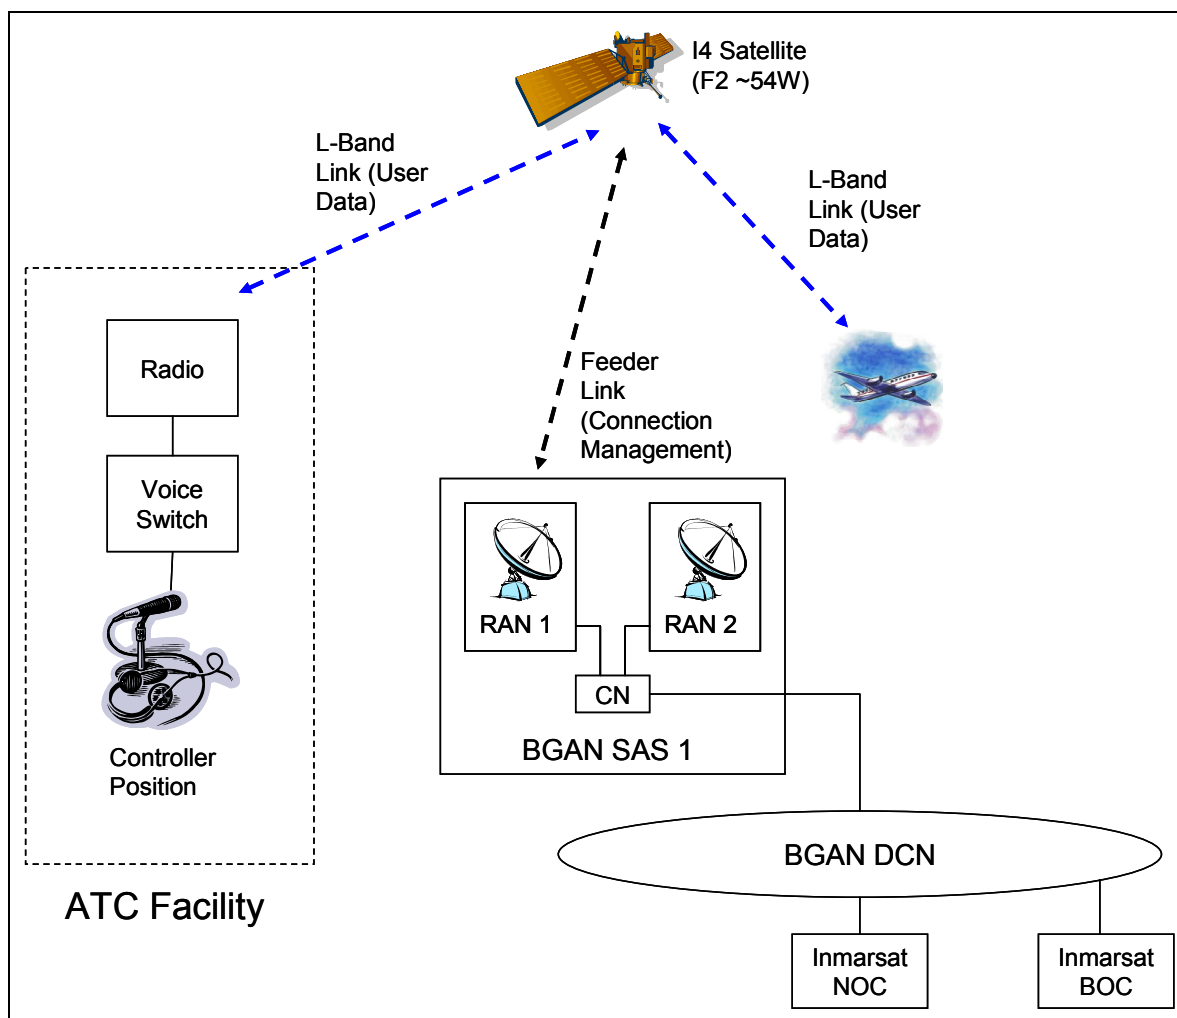 I4 Satellite
(F2 ~54W)
L-Band
Link (User
Data)
L-Band
Link (User
Data)
Radio
Feeder
Link
(Connection
Management)
Voice
Switch
RAN 1
RAN 2
CN
BGAN SAS 1
Controller
Position
BGAN DCN
ATC Facility
Inmarsat
NOC
Inmarsat
BOC